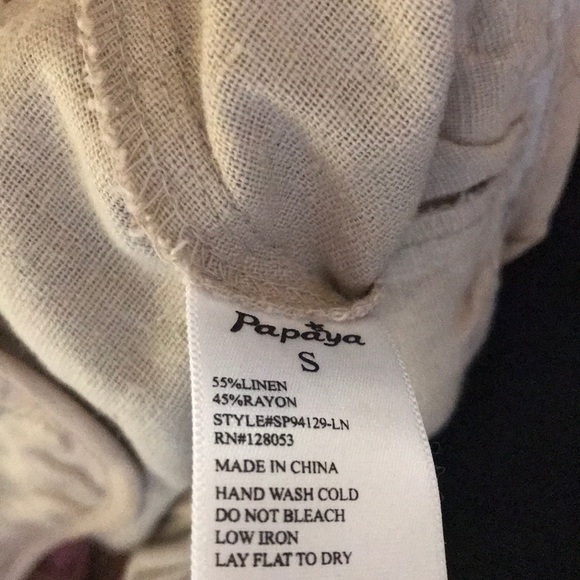 Papaya
S
55%LINEN
45%RAYON
STYLE#SP94129-LN
RN#128053
MADE IN CHINA
HAND WASH COLD
DO NOT BLEACH
LOW IRON
LAY FLAT TO DRY